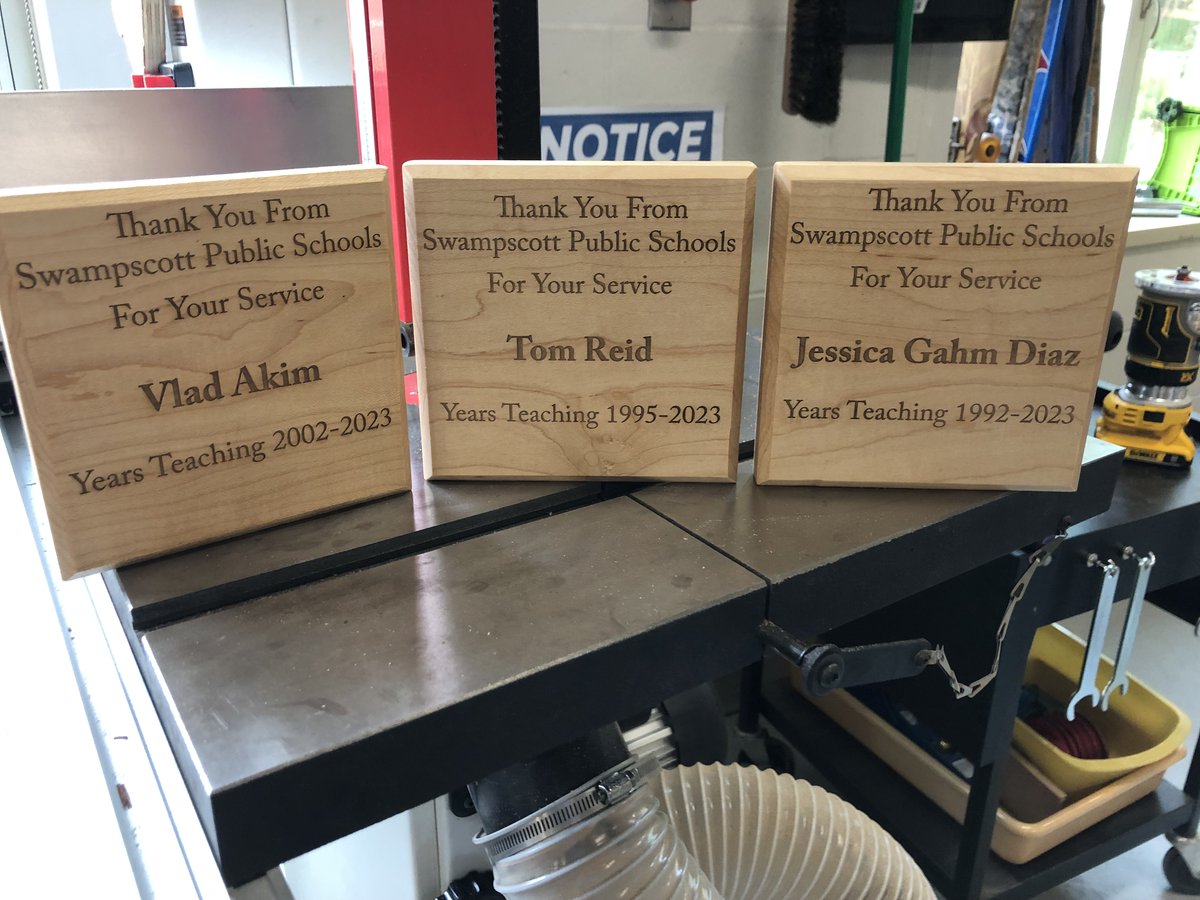 NOTICE
Thank You From
Swampscott Public Schools
For Your Service
Vlad Akim
Years Teaching 2002-2023
Thank You From
Swampscott Public Schools
For Your Service
Tom Reid
Years Teaching 1995-2023
Thank You From
Swampscott Public Schools
For Your Service
Jessica Gahm Diaz
Years Teaching 1992-2023
DEWALT